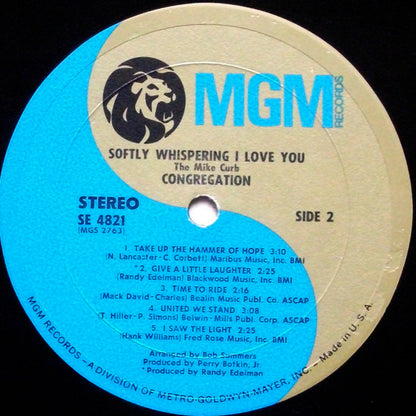 MGM
RECORDS
SOFTLY WHISPERING I LOVE YOU
The Mike Curb
CONGREGATION
STEREO
SE 4821
(MGS 2763)
SIDE 2
1. TAKE UP THE HAMMER OF HOPE 3:10
(N. Lancaster-C. Corbett) Maribus Music, Inc. BMI
*2. GIVE A LITTLE LAUGHTER 2:25
(Randy Edelman) Blackwood Music, Inc. BMI
3. TIME TO RIDE 2:16
(Mack David-Charles) Bealin Music Publ. Co. ASCAP
4. UNITED WE STAND 3:08
(T. Hiller-P. Simons) Belwin-Mills Publ Corp. ASCAP
5. I SAW THE LIGHT 2:25
(Hank Williams) Fred Rose Music, Inc. BMI
Arranged by Bob Summers
Produced by Perry Botkin, Jr
*Produced by Randy Edelman
MGM RECORDS – A DIVISION OF METRO-GOLDWYN-MAYER, INC. – Made in U. S. A.